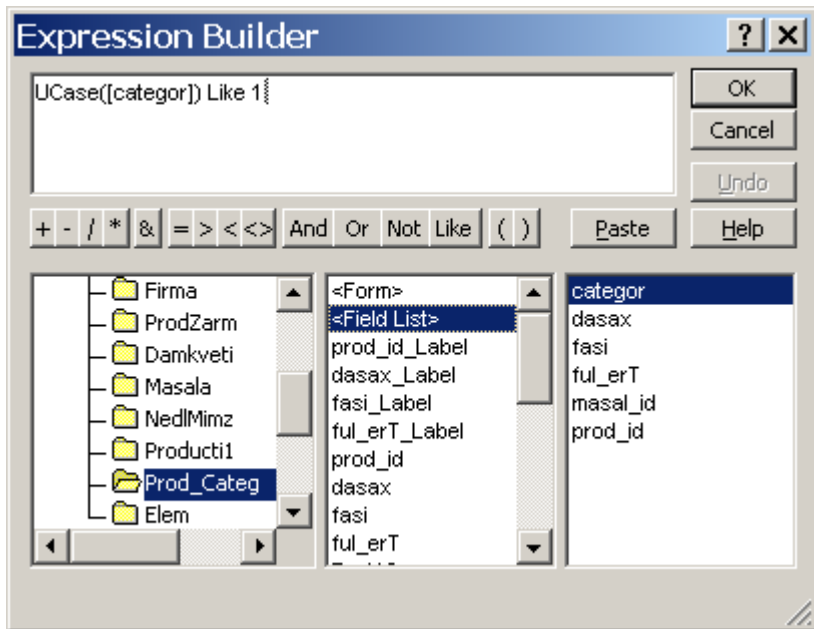 Expression Builder
? ×
UCase([categor]) Like 1
OK
Cancel
Undo
+ - / * & = > < <> And Or Not Like ( ) Paste Help
Firma
ProdZarm
Damkveti
Masala
NedlMimz
Producti1
Prod_Categ
Elem
<Form>
<Field List>
prod_id_Label
dasax_Label
fasi_Label
ful_erT_Label
prod_id
dasax
fasi
ful_erT
categor
dasax
fasi
ful_erT
masal_id
prod_id